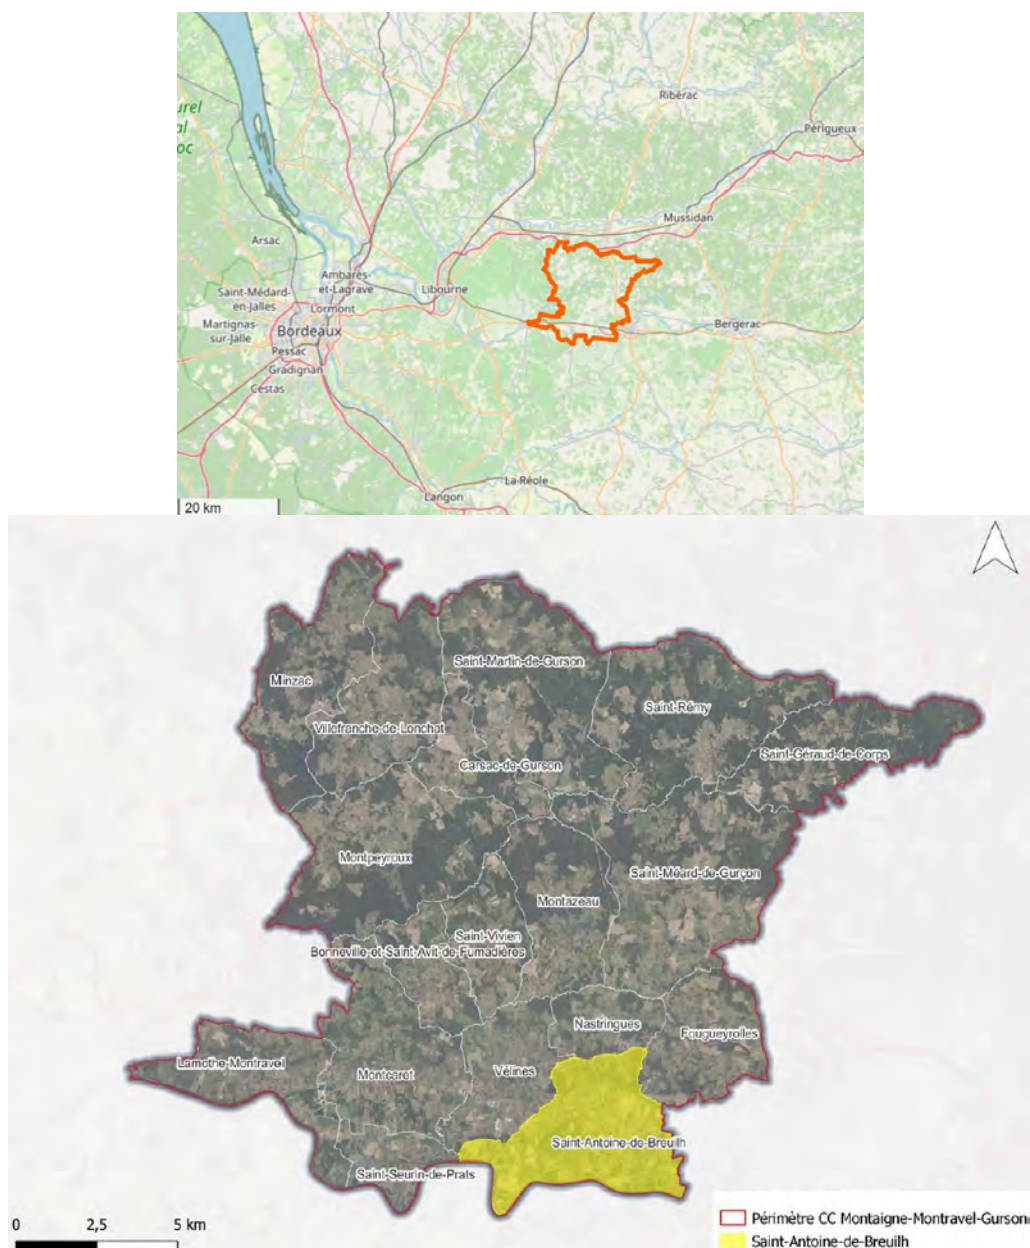 Ribérac
Périgueux
urel
al
oc
Mussidan
Arsac
Ambarès-
et-Lagrave
Libourne
Saint-Médard-
en-Jalles
Lormont
Martignas-
sur-Jalle
Bordeaux
Bergerac
Pessac
Gradignan
Cestas
La Réole
Langon
20 km
Saint-Martin-de-Gurson
Minzac
Saint-Rémy
Villefranche-de-Lonchat
Saint-Géraud-de-Corps
Carsac-de-Gurson
Montpeyroux
Saint-Méard-de-Gurçon
Montazeau
Saint-Vivien
Bonneville-et-Saint-Avit-de-Fumadières
Nastringues
Fougueyrolles
Lamothe-Montravel
Montcaret
Vélines
Saint-Antoine-de-Breuilh
Saint-Seurin-de-Prats
0 2,5 5 km
Périmètre CC Montaigne-Montravel-Gurson
Saint-Antoine-de-Breuilh